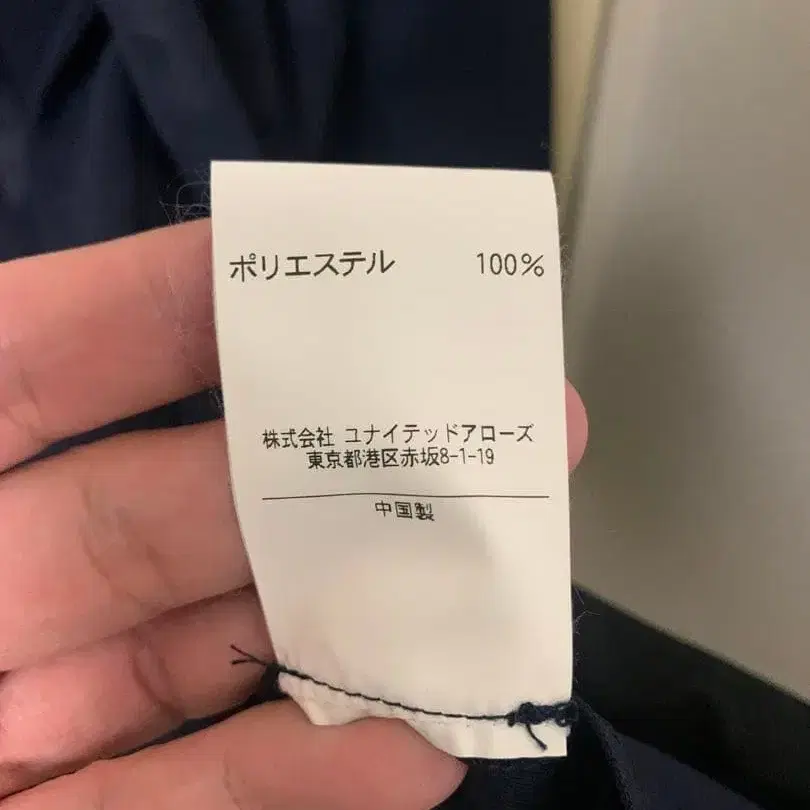 ポリエステル 100%
株式会社 ユナイテッドアローズ
東京都港区赤坂8-1-19
中国製